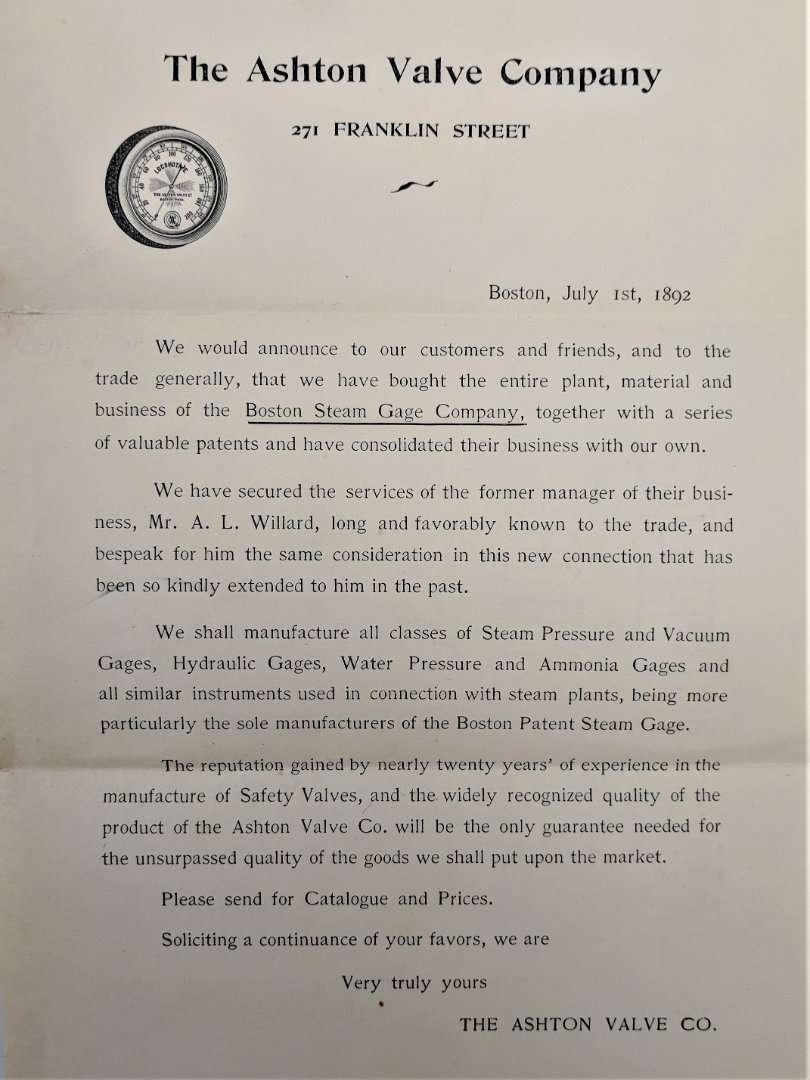 The Ashton Valve Company
271 FRANKLIN STREET
LOCOMOTIVE
THE ASHTON VALVE CO
BOSTON, MASS.
Boston, July 1st, 1892
We would announce to our customers and friends, and to the
trade generally, that we have bought the entire plant, material and
business of the Boston Steam Gage Company, together with a series
of valuable patents and have consolidated their business with our own.
We have secured the services of the former manager of their busi-
ness, Mr. A. L. Willard, long and favorably known to the trade, and
bespeak for him the same consideration in this new connection that has
been so kindly extended to him in the past.
We shall manufacture all classes of Steam Pressure and Vacuum
Gages, Hydraulic Gages, Water Pressure and Ammonia Gages and
all similar instruments used in connection with steam plants, being more
particularly the sole manufacturers of the Boston Patent Steam Gage.
The reputation gained by nearly twenty years' of experience in the
manufacture of Safety Valves, and the widely recognized quality of the
product of the Ashton Valve Co. will be the only guarantee needed for
the unsurpassed quality of the goods we shall put upon the market.
Please send for Catalogue and Prices.
Soliciting a continuance of your favors, we are
Very truly yours
THE ASHTON VALVE CO.